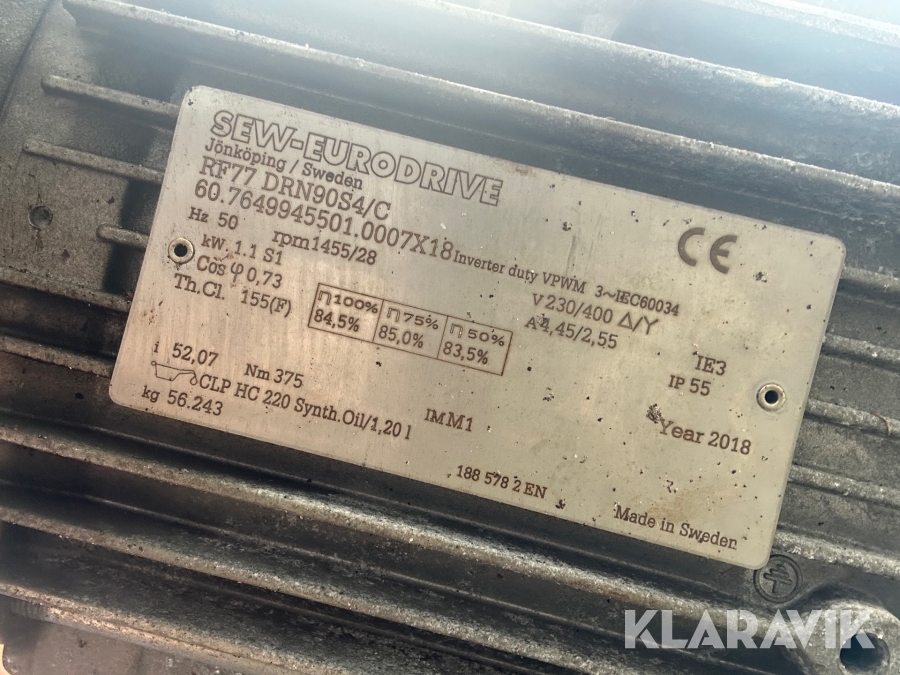 SEW-EURODRIVE
Jönköping / Sweden
RF77 DRN90S4/C
60.7649945501.0007X18 Inverter duty VPWM 3~IEC60034
Hz 50 rpm1455/28 V 230/400 Δ/Y
kW 1.1 S1 A 4,45/2,55
Cos φ 0,73
Th.Cl. 155(F)
η100% η75% η50%
84,5% 85,0% 83,5%
IE3
IP 55
i 52,07 Nm 375
CLP HC 220 Synth.Oil/1,20 l
IMM1
Year 2018
kg 56.243
188 578 2 EN
Made in Sweden
CE
KLARAVIK